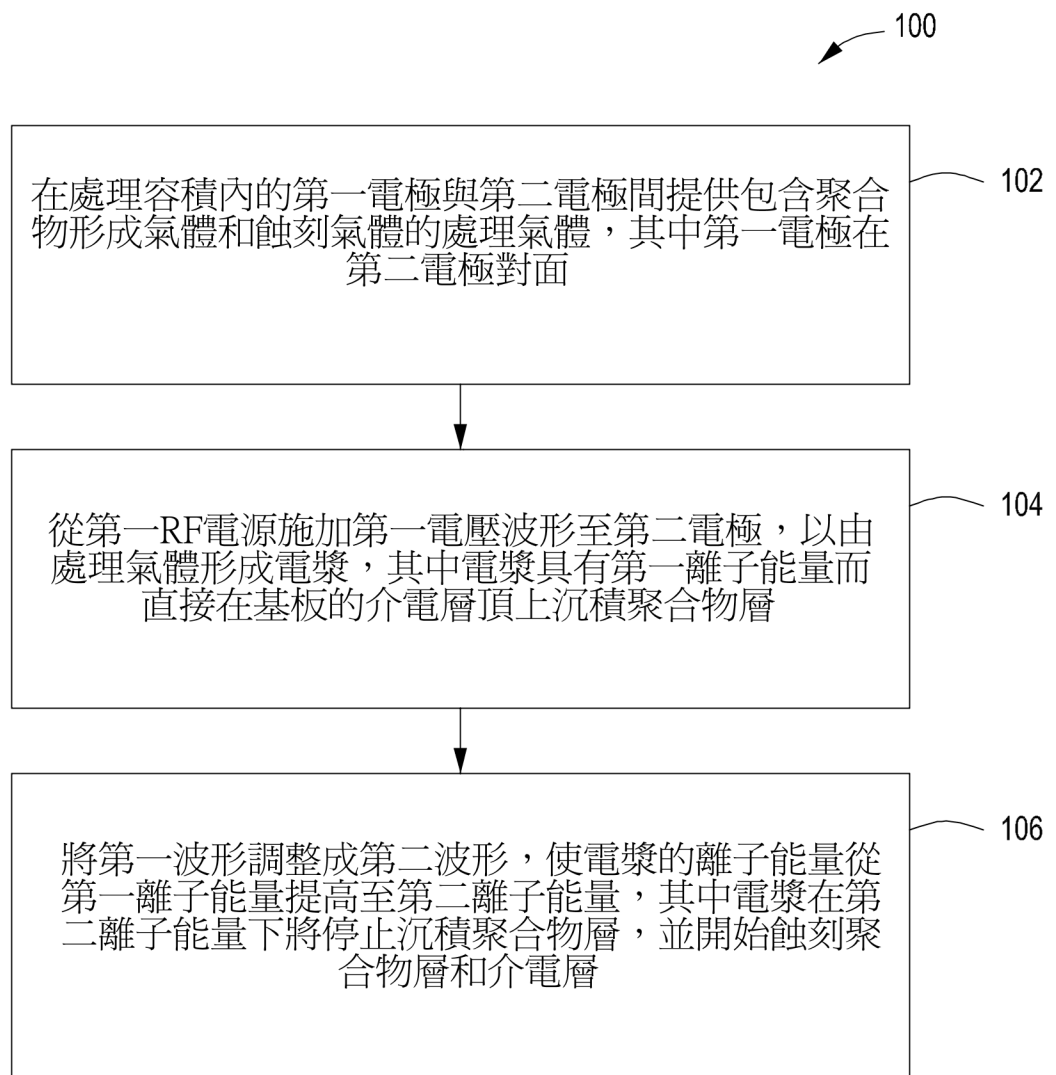 100
在處理容積內的第一電極與第二電極間提供包含聚合
物形成氣體和蝕刻氣體的處理氣體，其中第一電極在
第二電極對面
102
從第一RF電源施加第一電壓波形至第二電極，以由
處理氣體形成電漿，其中電漿具有第一離子能量而
直接在基板的介電層頂上沉積聚合物層
104
將第一波形調整成第二波形，使電漿的離子能量從
第一離子能量提高至第二離子能量，其中電漿在第
二離子能量下將停止沉積聚合物層，並開始蝕刻聚
合物層和介電層
106